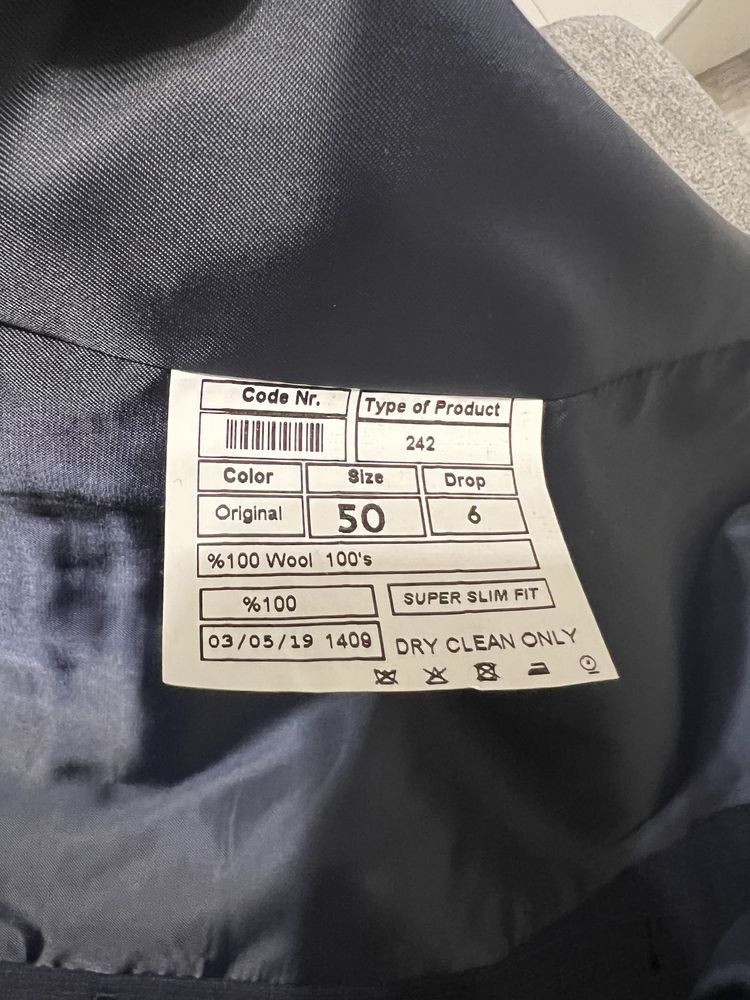 Code Nr. Type of Product
242
Color Size Drop
Original 50 6
%100 Wool 100's
%100 SUPER SLIM FIT
03/05/19 1409 DRY CLEAN ONLY